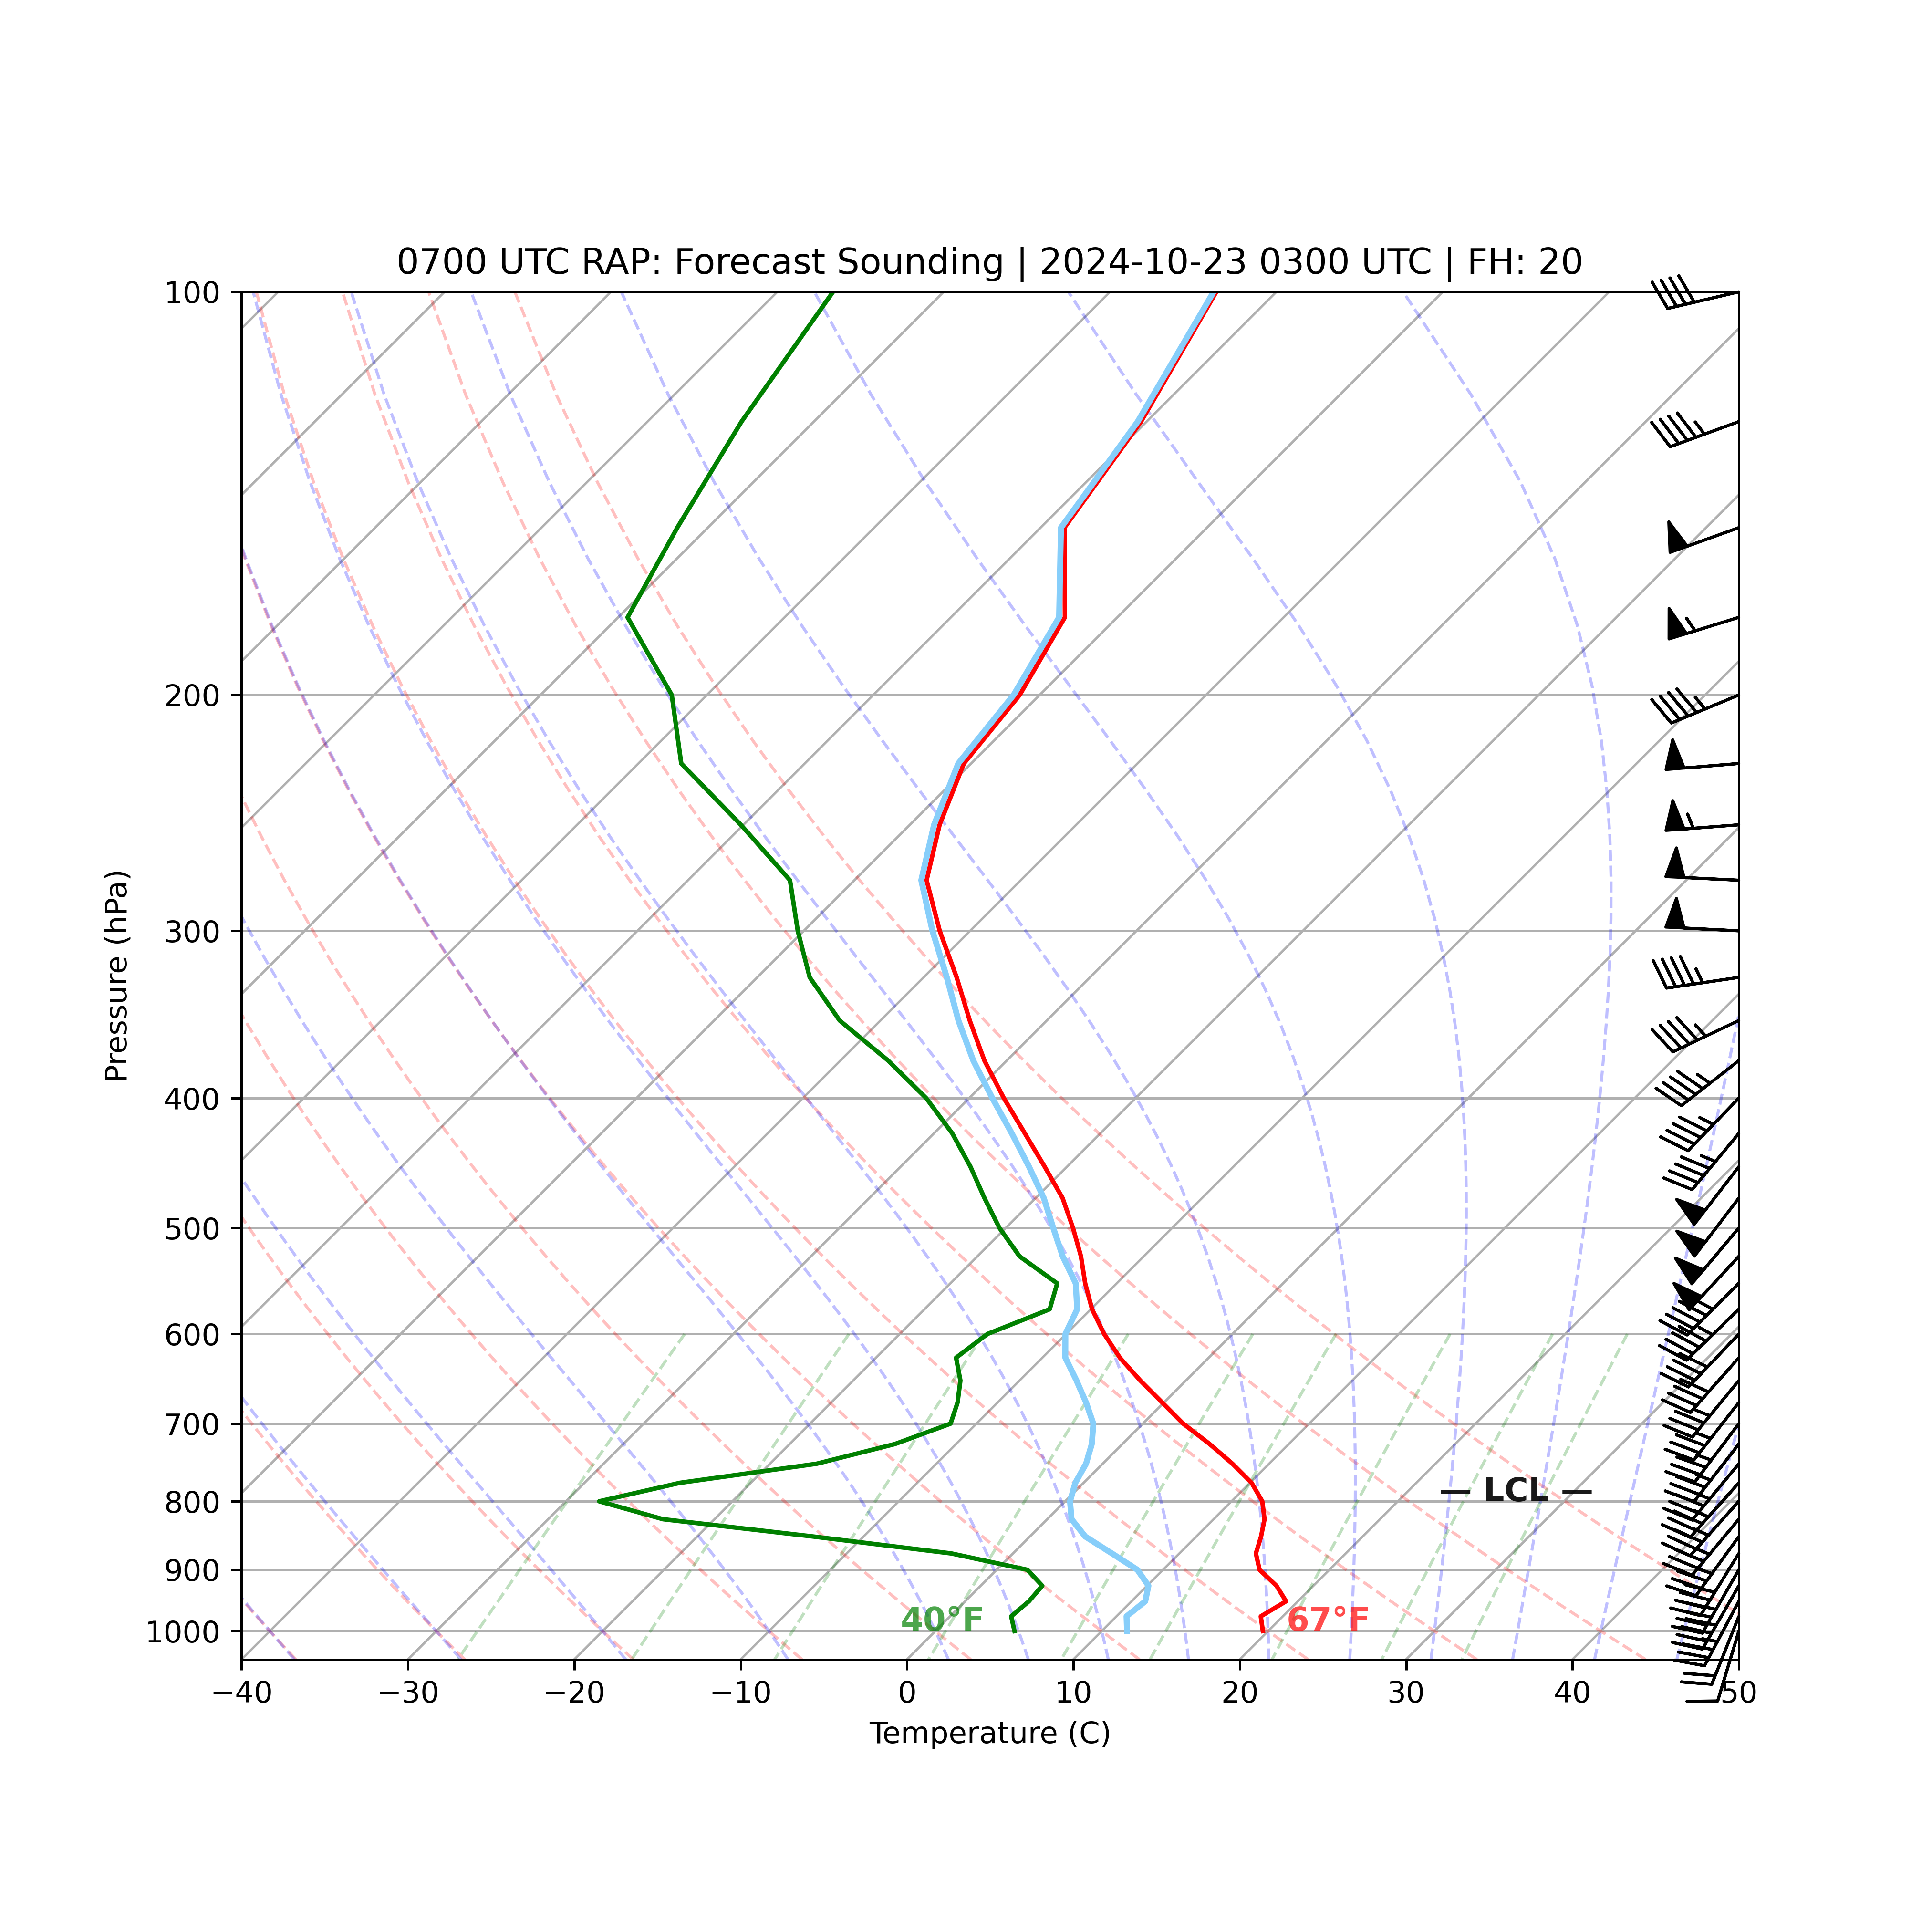 0700 UTC RAP: Forecast Sounding | 2024-10-23 0300 UTC | FH: 20
100
200
300
400
500
600
700
800
900
1000
Pressure (hPa)
— LCL —
40°F
67°F
−40 −30 −20 −10 0 10 20 30 40 50
Temperature (C)